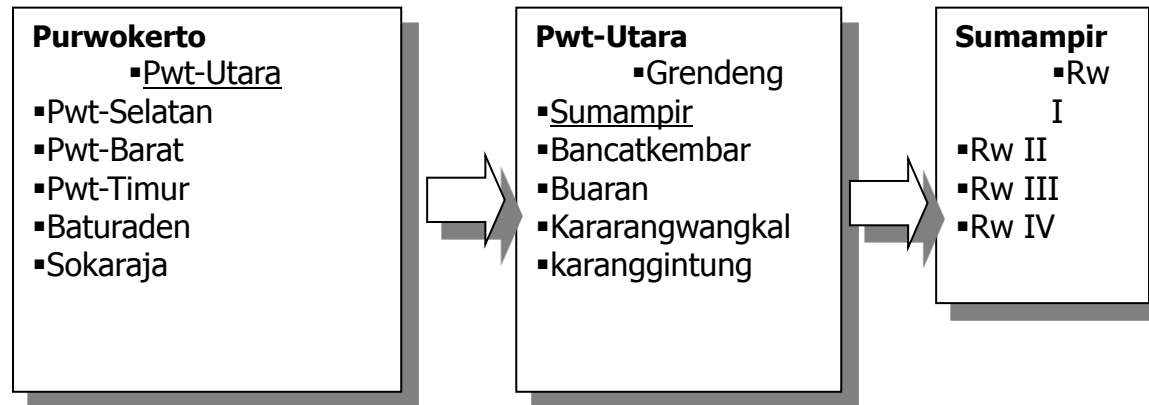 Purwokerto
▪Pwt-Utara
▪Pwt-Selatan
▪Pwt-Barat
▪Pwt-Timur
▪Baturaden
▪Sokaraja
Pwt-Utara
▪Grendeng
▪Sumampir
▪Bancatkembar
▪Buaran
▪Kararangwangkal
▪karanggintung
Sumampir
▪Rw
I
▪Rw II
▪Rw III
▪Rw IV